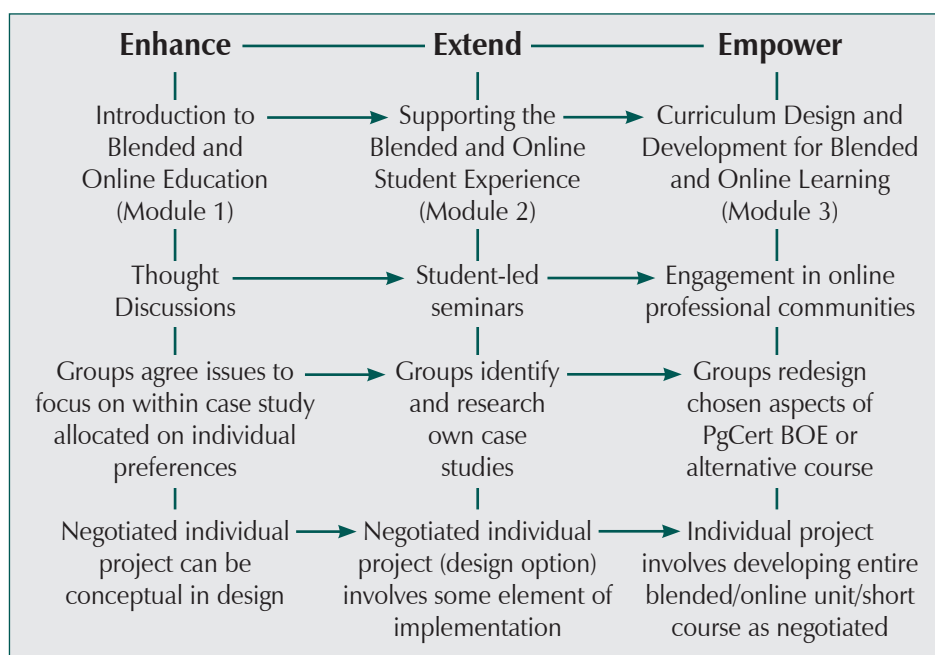 Enhance Extend Empower
Introduction to
Blended and
Online Education
(Module 1)
Supporting the
Blended and Online
Student Experience
(Module 2)
Curriculum Design and
Development for Blended
and Online Learning
(Module 3)
Thought
Discussions
Student-led
seminars
Engagement in online
professional communities
Groups agree issues to
focus on within case study
allocated on individual
preferences
Groups identify
and research
own case
studies
Groups redesign
chosen aspects of
PgCert BOE or
alternative course
Negotiated individual
project can be
conceptual in design
Negotiated individual
project (design option)
involves some element of
implementation
Individual project
involves developing entire
blended/online unit/short
course as negotiated